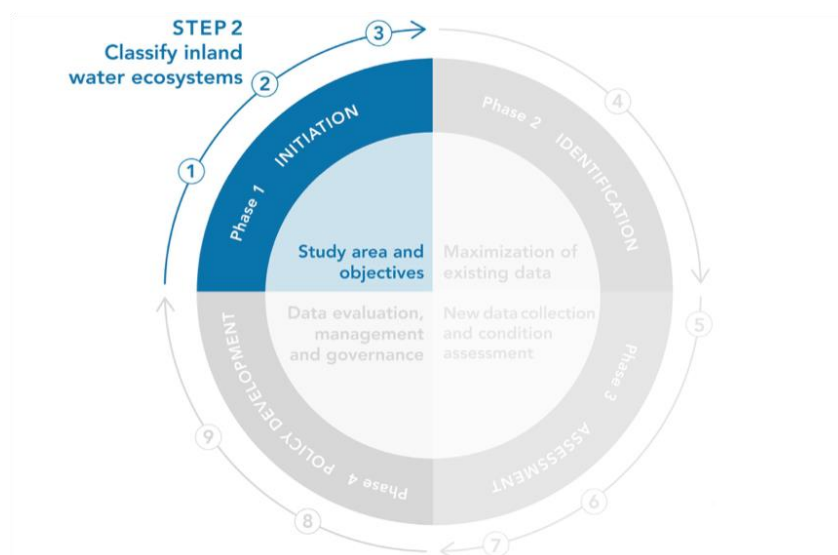 STEP 2
Classify inland
water ecosystems
1
2
3
4
5
6
7
8
9
Phase 1 INITIATION
Phase 2 IDENTIFICATION
Phase 3 ASSESSMENT
Phase 4 POLICY DEVELOPMENT
Study area and
objectives
Maximization of
existing data
Data evaluation,
management
and governance
New data collection
and condition
assessment